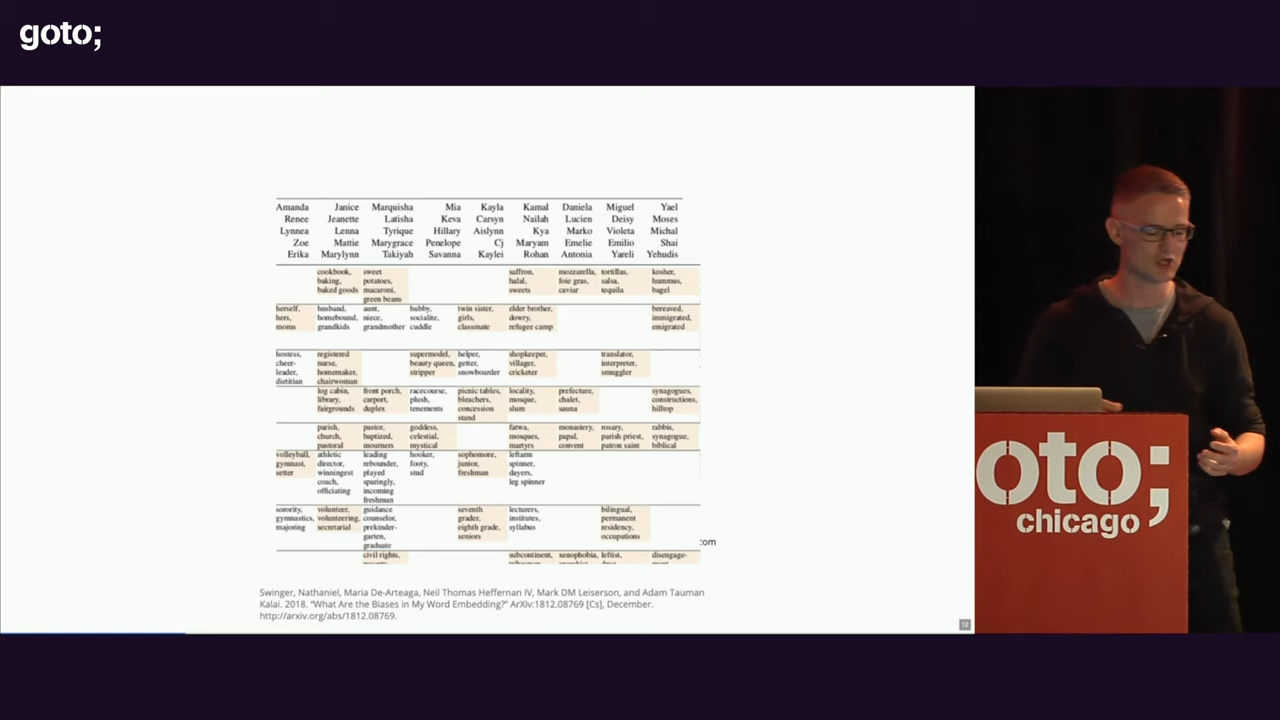 goto;
Amanda Janice Marquisha Mia Kayla Kamal Daniela Miguel Yael
Renee Jeanette Latisha Keva Carsyn Nailah Lucien Deisy Moses
Lynnea Lenna Tyrique Hillary Aislynn Kya Marko Violeta Michal
Zoe Mattie Marygrace Penelope Cj Maryam Emelie Emilio Shai
Erika Marylynn Takiyah Savanna Kaylei Rohan Antonia Yareli Yehudis
cookbook, sweet saffron, mozzarella, tortillas, kosher,
baking, potatoes, halal, foie gras, salsa, hummus,
baked goods macaroni, sweets caviar tequila bagel
green beans
herself, husband, aunt, hubby, twin sister, elder brother, bereaved,
hers, homebound, niece, socialite, girls, dowry, immigrated,
moms grandkids grandmother cuddle classmate refugee camp emigrated
hostess, registered supermodel, helper, shopkeeper, translator,
cheer- nurse, beauty queen, getter, villager, interpreter,
leader, homemaker, stripper snowboarder cricketer smuggler
dietitian chairwoman
log cabin, front porch, racecourse, picnic tables, locality, prefecture, synagogues,
library, carport, plush, bleachers, mosque, chalet, constructions,
fairgrounds duplex tenements concession slum sauna hilltop
stand
parish, pastor, goddess, fatwa, monastery, rosary, rabbis,
church, baptized, celestial, mosques, papal, parish priest, synagogue,
pastoral mourners mystical martyrs convent patron saint biblical
volleyball, athletic leading hooker, sophomore, leftarm
gymnast, director, rebounder, footy, junior, spinner,
setter winningest played stud freshman dayers,
coach, sparingly, leg spinner
officiating incoming
freshman
sorority, volunteer, guidance seventh lecturers, bilingual,
gymnastics, volunteering, counselor, grader, institutes, permanent
majoring secretarial prekinder- eighth grade, syllabus residency,
garten, seniors occupations
graduate
civil rights, subcontinent, xenophobia, leftist, disengage-
com
Swinger, Nathaniel, Maria De-Arteaga, Neil Thomas Heffernan IV, Mark DM Leiserson, and Adam Tauman
Kalai. 2018. “What Are the Biases in My Word Embedding?” ArXiv:1812.08769 [Cs], December.
http://arxiv.org/abs/1812.08769.
12
oto;
chicago